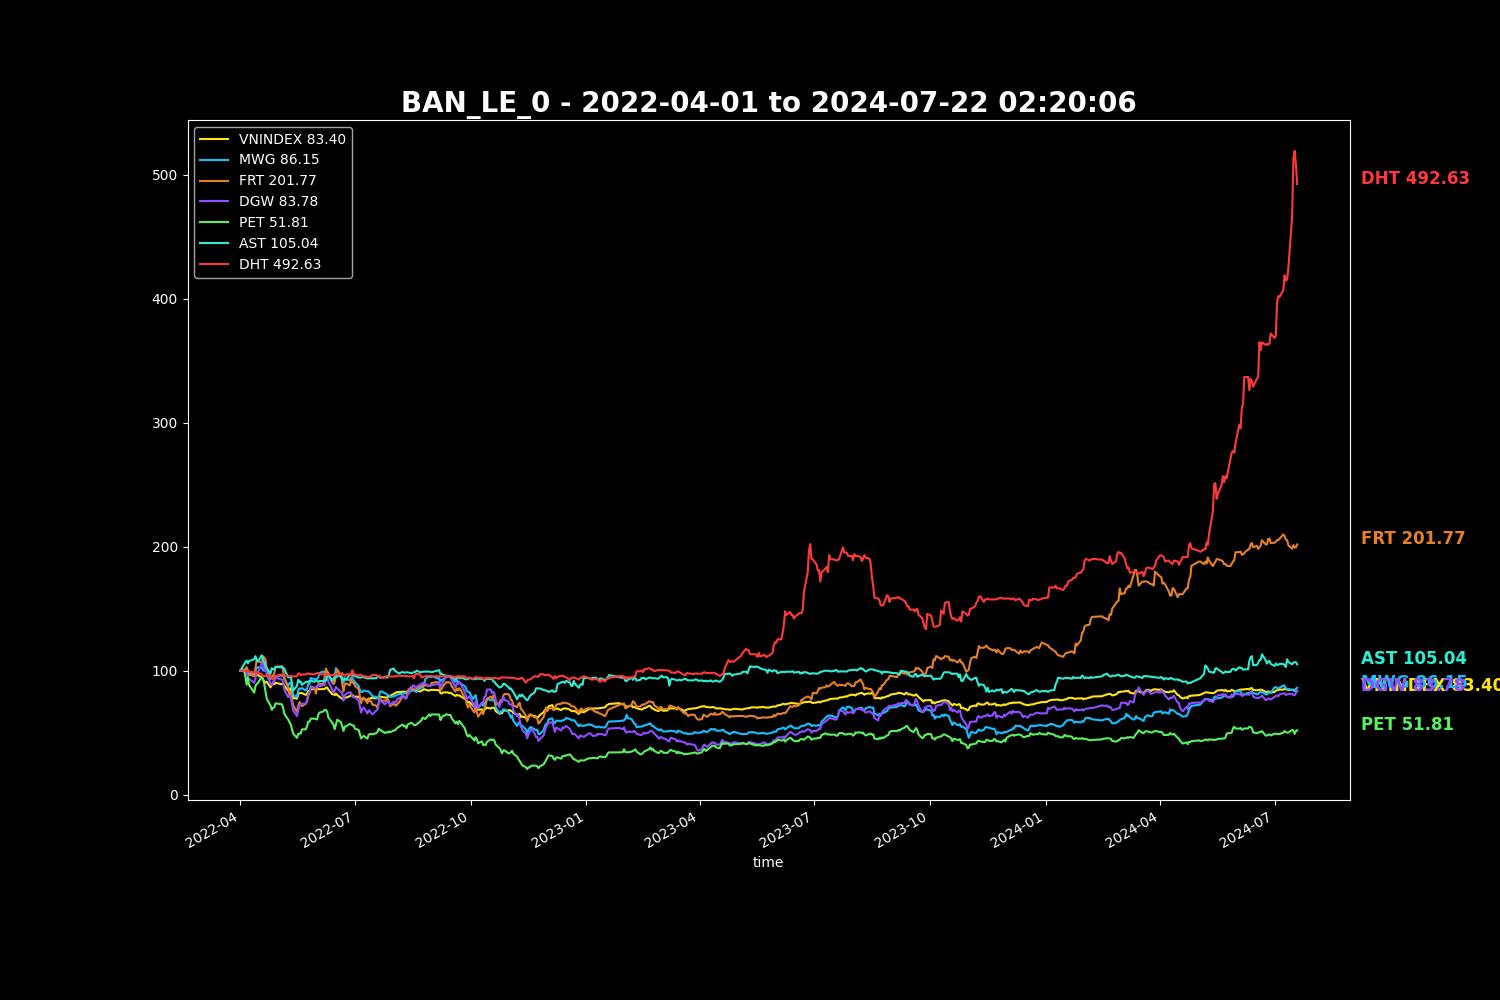 BAN_LE_0 - 2022-04-01 to 2024-07-22 02:20:06
VNINDEX 83.40
MWG 86.15
FRT 201.77
DGW 83.78
PET 51.81
AST 105.04
DHT 492.63
500
400
300
200
100
0
2022-04
2022-07
2022-10
2023-01
2023-04
2023-07
2023-10
2024-01
2024-04
2024-07
time
DHT 492.63
FRT 201.77
AST 105.04
MWG 86.15
PET 51.81